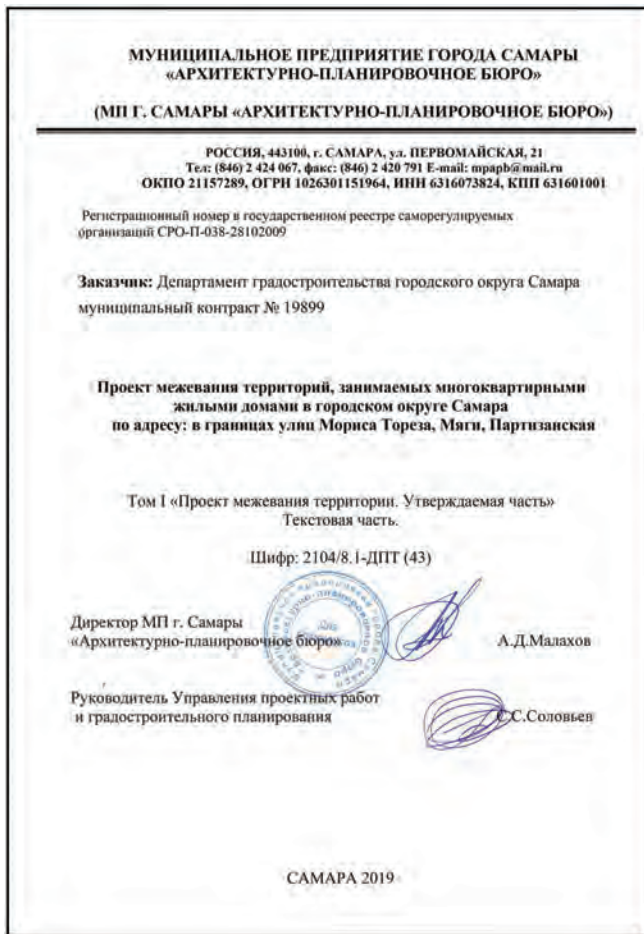 МУНИЦИПАЛЬНОЕ ПРЕДПРИЯТИЕ ГОРОДА САМАРЫ
«АРХИТЕКТУРНО-ПЛАНИРОВОЧНОЕ БЮРО»
(МП Г. САМАРЫ «АРХИТЕКТУРНО-ПЛАНИРОВОЧНОЕ БЮРО»)
РОССИЯ, 443100, г. САМАРА, ул. ПЕРВОМАЙСКАЯ, 21
Тел: (846) 2 424 067, факс: (846) 2 420 791 E-mail: mpapb@mail.ru
ОКПО 21157289, ОГРН 1026301151964, ИНН 6316073824, КПП 631601001
Регистрационный номер в государственном реестре саморегулируемых
организаций СРО-П-038-28102009
Заказчик: Департамент градостроительства городского округа Самара
муниципальный контракт № 19899
Проект межевания территорий, занимаемых многоквартирными
жилыми домами в городском округе Самара
по адресу: в границах улиц Мориса Тореза, Мяги, Партизанская
Том I «Проект межевания территории. Утверждаемая часть»
Текстовая часть.
Шифр: 2104/8.1-ДПТ (43)
Директор МП г. Самары
«Архитектурно-планировочное бюро» А.Д.Малахов
Руководитель Управления проектных работ
и градостроительного планирования С.С.Соловьев
САМАРА 2019